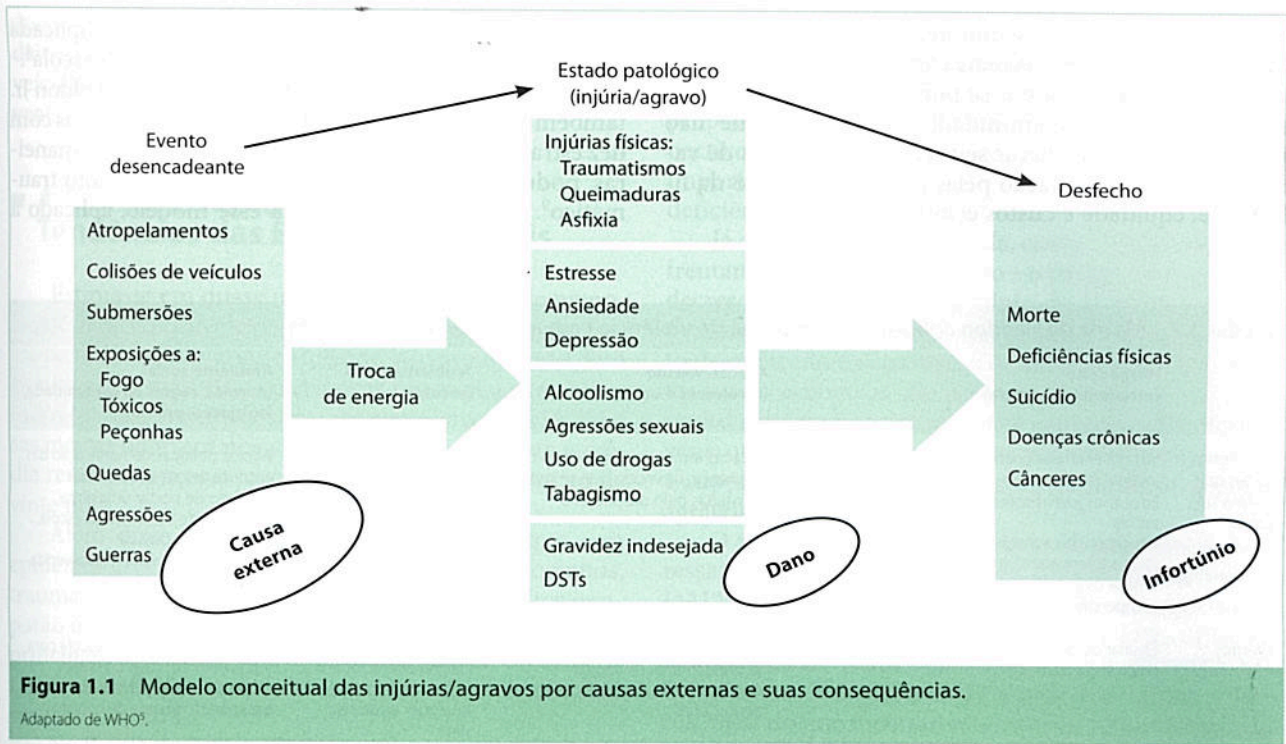 Estado patológico
(injúria/agravo)
Evento
desencadeante
Desfecho
Atropelamentos
Colisões de veículos
Submersões
Exposições a:
Fogo
Tóxicos
Peçonhas
Quedas
Agressões
Guerras
Causa
externa
Troca
de energia
Injúrias físicas:
Traumatismos
Queimaduras
Asfixia
Estresse
Ansiedade
Depressão
Alcoolismo
Agressões sexuais
Uso de drogas
Tabagismo
Gravidez indesejada
DSTs
Dano
Morte
Deficiências físicas
Suicídio
Doenças crônicas
Cânceres
Infortúnio
Figura 1.1 Modelo conceitual das injúrias/agravos por causas externas e suas consequências.
Adaptado de WHO⁵.